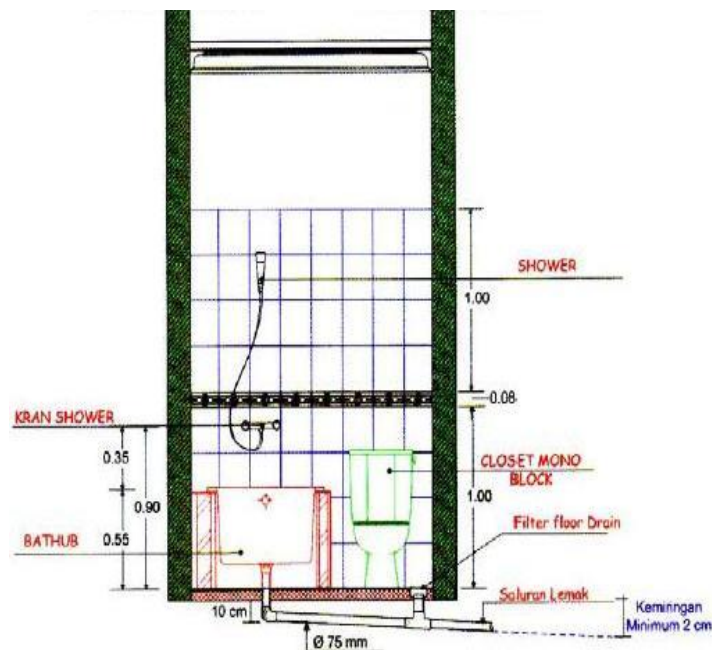 SHOWER
1.00
0.08
KRAN SHOWER
0.35
0.90
0.55
BATHUB
CLOSET MONO
BLOCK
1.00
Filter floor Drain
Saluran Lemak
Kemiringan
Minimum 2 cm
10 cm
Ø 75 mm